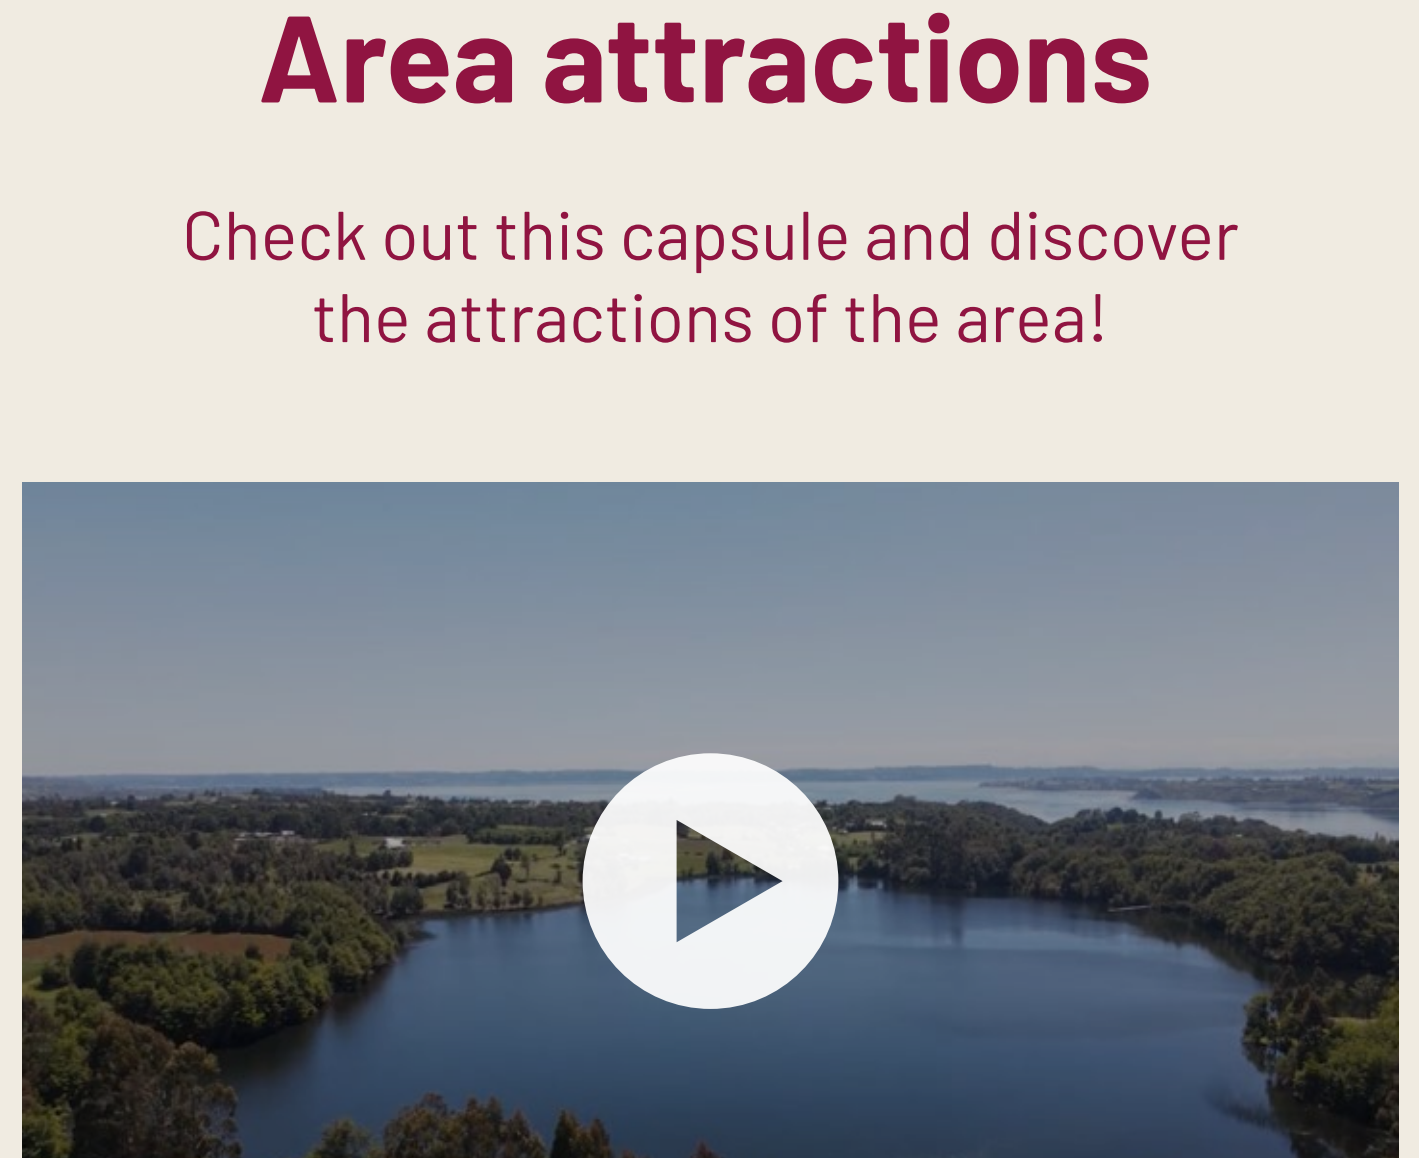 Area attractions
Check out this capsule and discover
the attractions of the area!